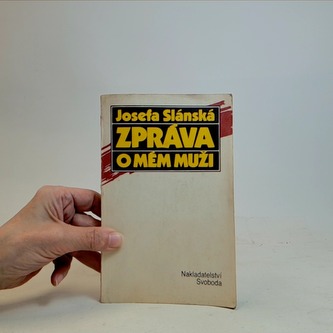 Josefa Slánská
ZPRÁVA
O MÉM MUŽI
Nakladatelství
Svoboda